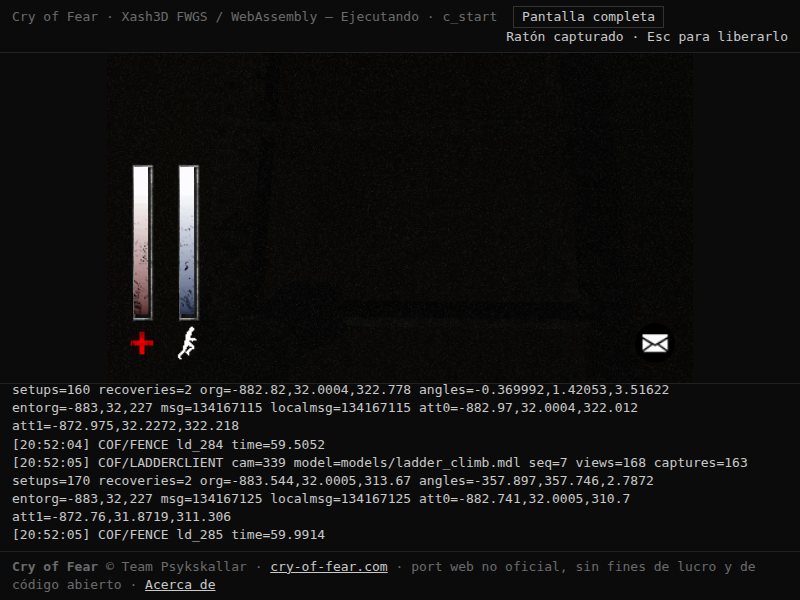 Cry of Fear · Xash3D FWGS / WebAssembly — Ejecutando · c_start
Pantalla completa
Ratón capturado · Esc para liberarlo
setups=160 recoveries=2 org=-882.82,32.0004,322.778 angles=-0.369992,1.42053,3.51622
entorg=-883,32,227 msg=134167115 localmsg=134167115 att0=-882.97,32.0004,322.012
att1=-872.975,32.2272,322.218
[20:52:04] COF/FENCE ld_284 time=59.5052
[20:52:05] COF/LADDERCLIENT cam=339 model=models/ladder_climb.mdl seq=7 views=168 captures=163
setups=170 recoveries=2 org=-883.544,32.0005,313.67 angles=-357.897,357.746,2.7872
entorg=-883,32,227 msg=134167125 localmsg=134167125 att0=-882.741,32.0005,310.7
att1=-872.76,31.8719,311.306
[20:52:05] COF/FENCE ld_285 time=59.9914
Cry of Fear © Team Psykskallar · cry-of-fear.com · port web no oficial, sin fines de lucro y de
código abierto · Acerca de